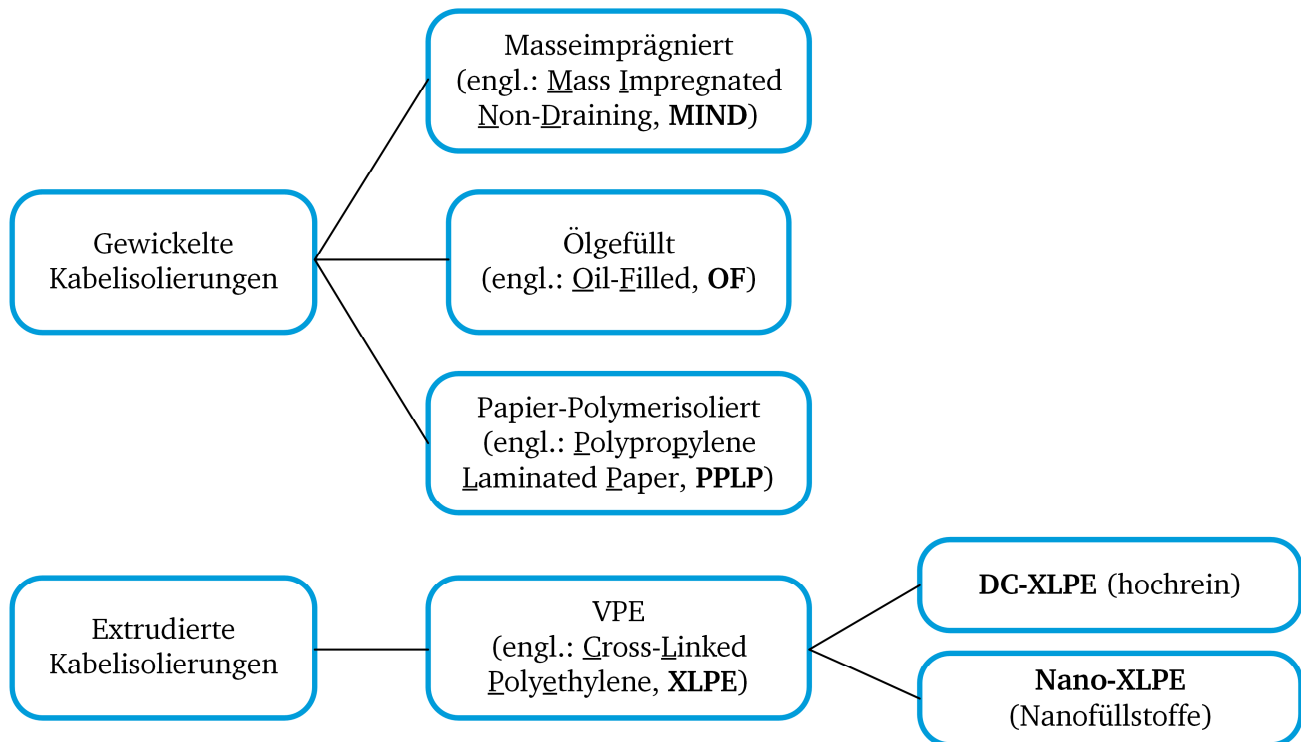 Masseimprägniert
(engl.: Mass Impregnated
Non-Draining, MIND)
Gewickelte
Kabelisolierungen
Ölgefüllt
(engl.: Oil-Filled, OF)
Papier-Polymerisoliert
(engl.: Polypropylene
Laminated Paper, PPLP)
Extrudierte
Kabelisolierungen
VPE
(engl.: Cross-Linked
Polyethylene, XLPE)
DC-XLPE (hochrein)
Nano-XLPE
(Nanofüllstoffe)